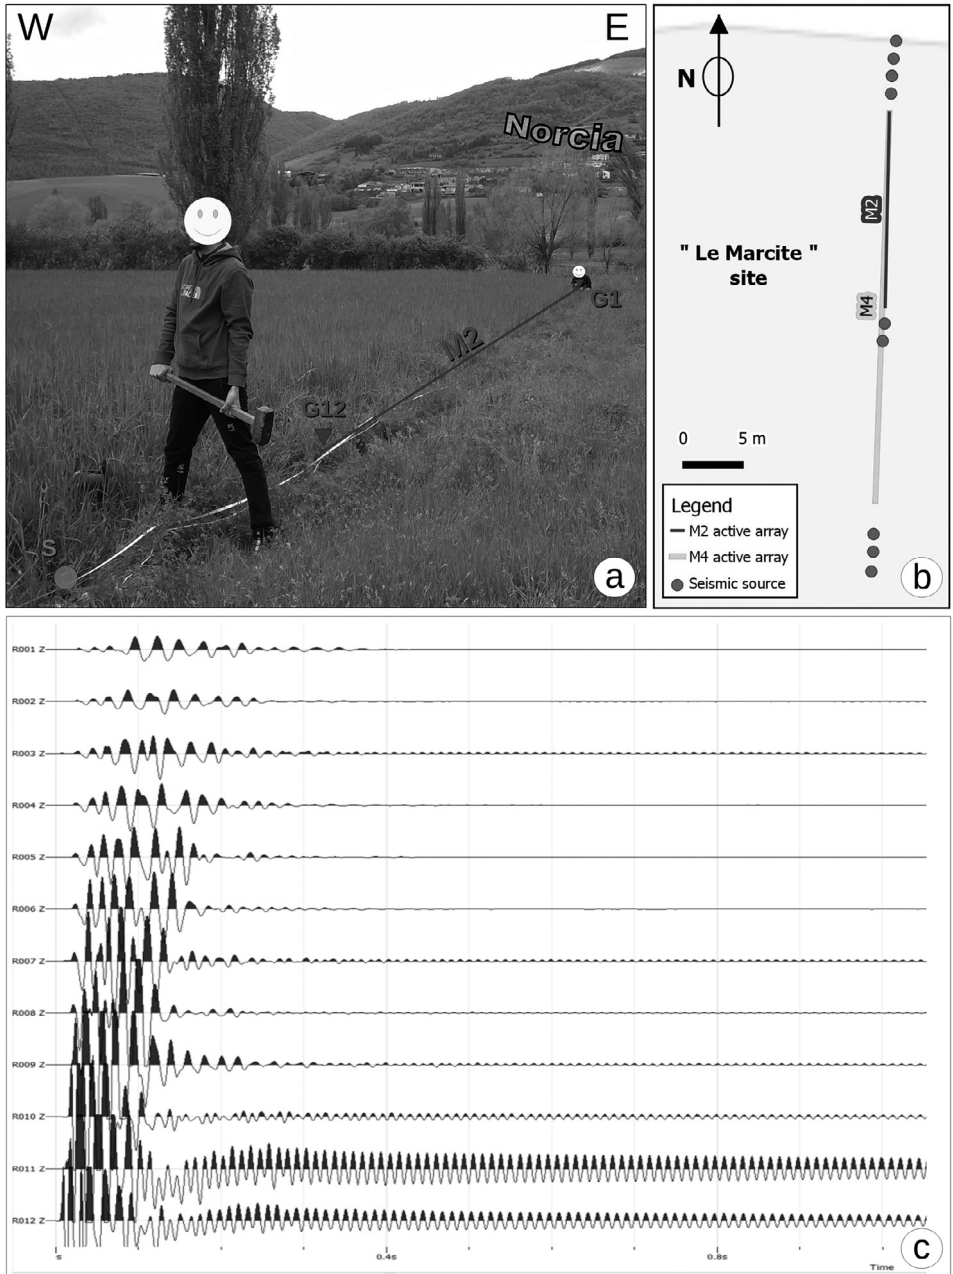 W
E
Norcia
G1
M2
G12
S
a
N
M2
" Le Marcite "
site
M4
0 5 m
Legend
M2 active array
M4 active array
Seismic source
b
R001 Z
R002 Z
R003 Z
R004 Z
R005 Z
R006 Z
R007 Z
R008 Z
R009 Z
R010 Z
R011 Z
R012 Z
s 0.4s 0.8s
Time
c